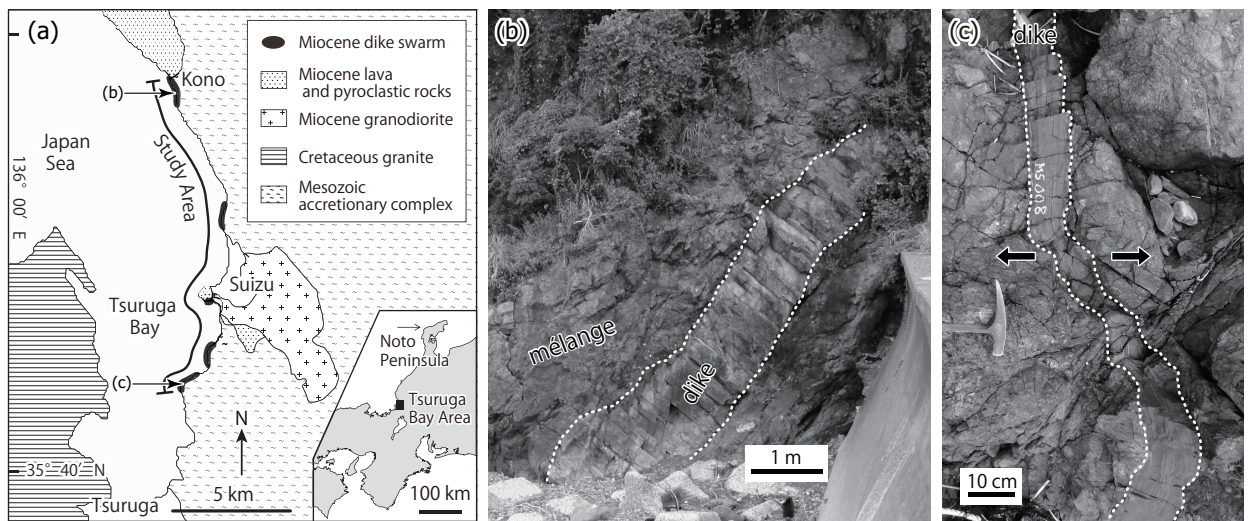 (a)
Miocene dike swarm
Miocene lava
and pyroclastic rocks
Miocene granodiorite
Cretaceous granite
Mesozoic
accretionary complex
Kono
(b)
Japan
Sea
Study Area
136° 00' E
Suizu
Tsuruga
Bay
(c)
N
35° 40' N
Tsuruga
5 km
Noto
Peninsula
Tsuruga
Bay Area
100 km
(b)
mélange
dike
1 m
(c)
dike
MS 008
10 cm